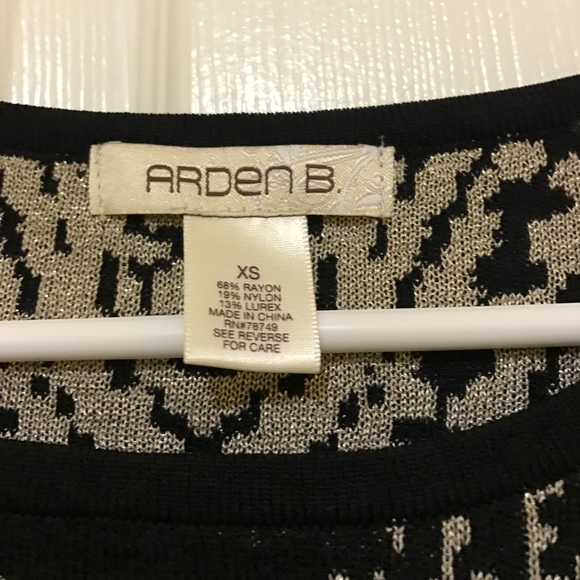 ARDEN B.
XS
68% RAYON
19% NYLON
13% LUREX
MADE IN CHINA
RN#78749
SEE REVERSE
FOR CARE